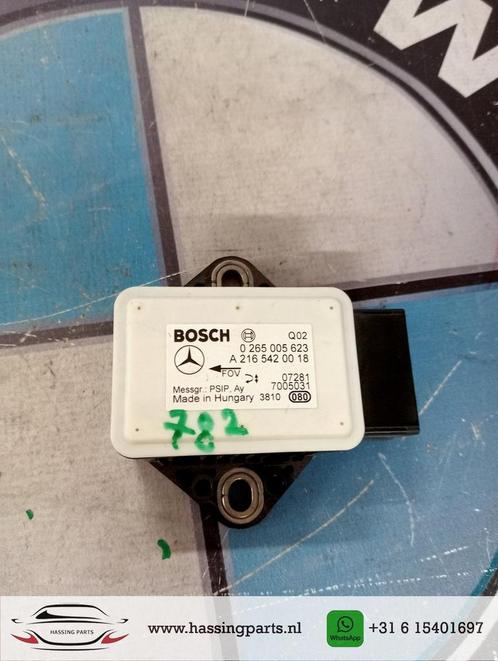 W
BOSCH
Q02
0 265 005 623
A 216 542 00 18
FOV
07281
Messgr.: PSIP, Ay
7005031
Made in Hungary
3810
080
782
HASSING PARTS
www.hassingparts.nl
WhatsApp
+31 6 15401697